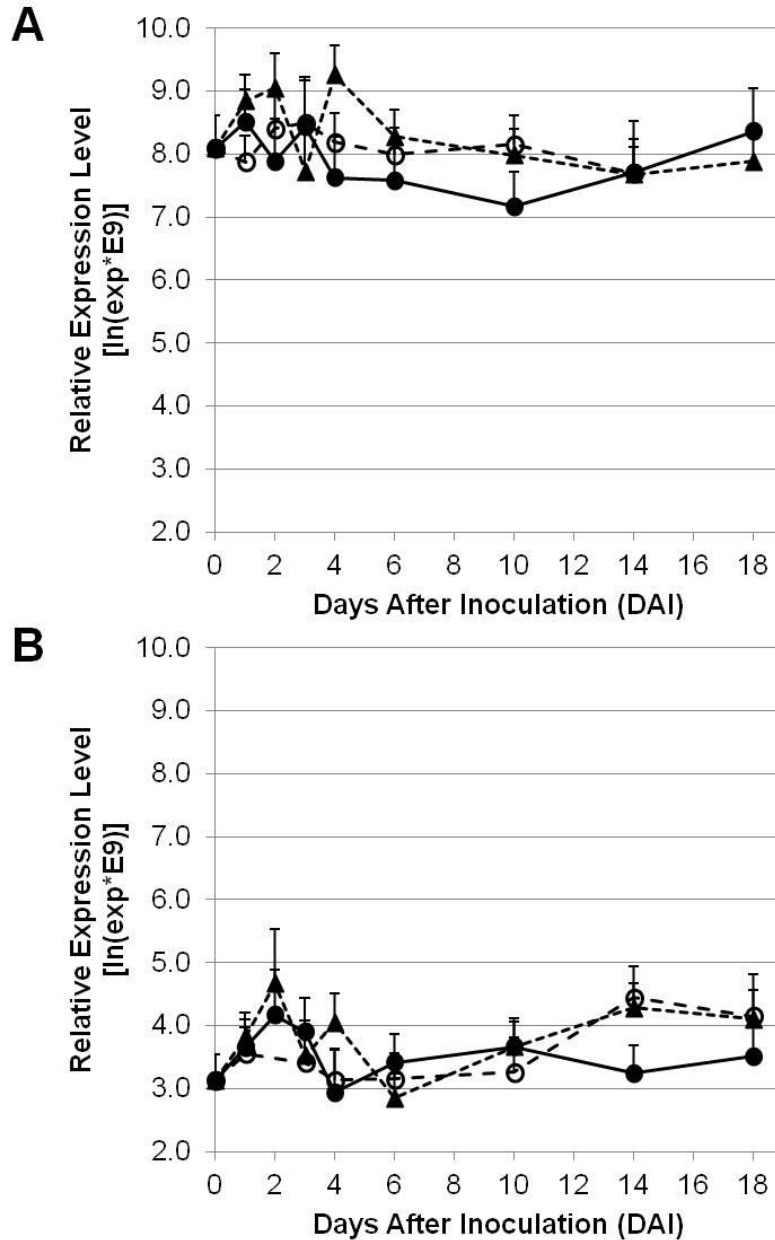 A
Relative Expression Level
[ln(exp*E9)]
10.0
9.0
8.0
7.0
6.0
5.0
4.0
3.0
2.0
0 2 4 6 8 10 12 14 16 18
Days After Inoculation (DAI)
B
Relative Expression Level
[ln(exp*E9)]
10.0
9.0
8.0
7.0
6.0
5.0
4.0
3.0
2.0
0 2 4 6 8 10 12 14 16 18
Days After Inoculation (DAI)